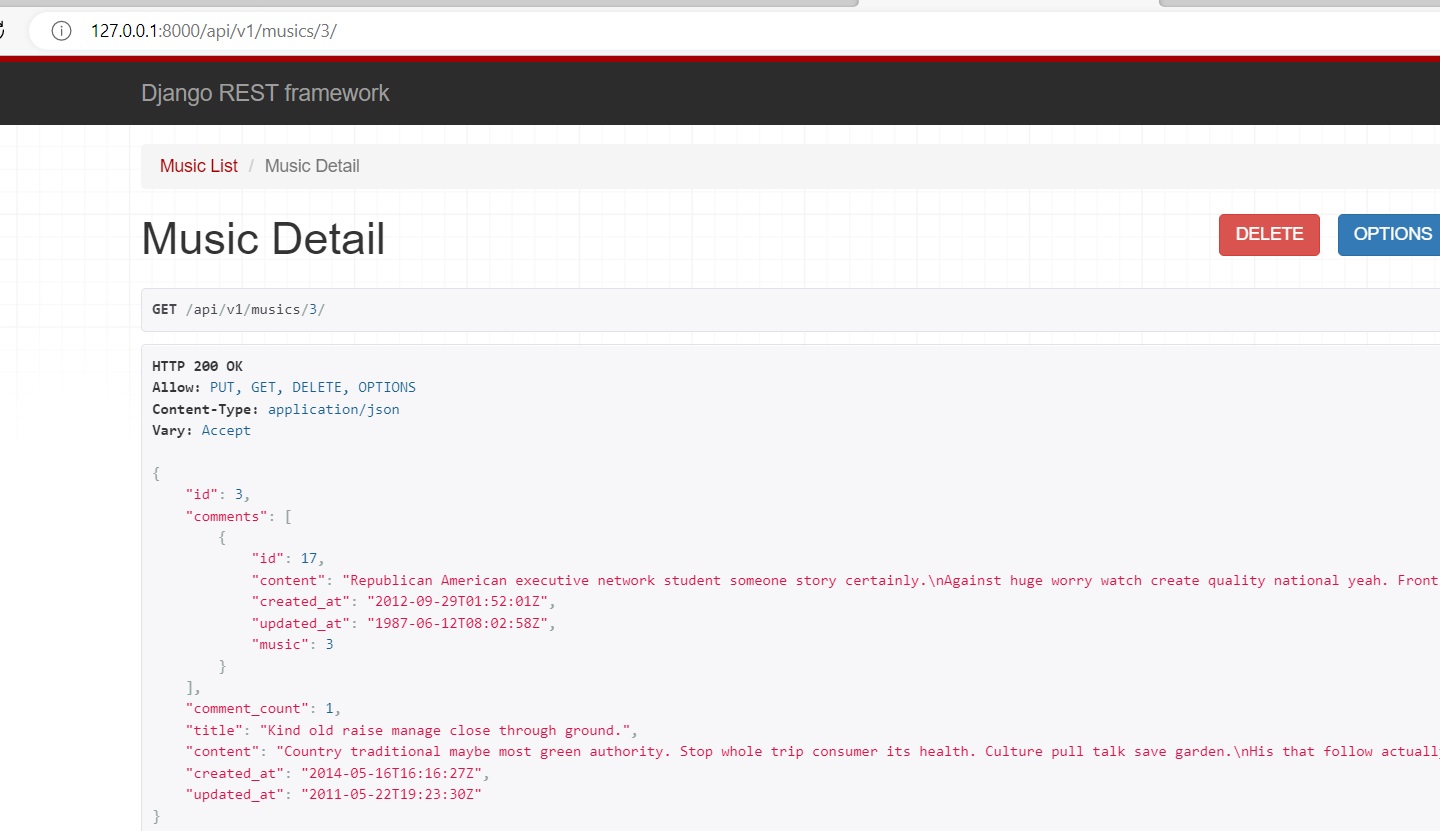 127.0.0.1:8000/api/v1/musics/3/
Django REST framework
Music List / Music Detail
Music Detail
DELETE
OPTIONS
GET /api/v1/musics/3/
HTTP 200 OK
Allow: PUT, GET, DELETE, OPTIONS
Content-Type: application/json
Vary: Accept
{
"id": 3,
"comments": [
{
"id": 17,
"content": "Republican American executive network student someone story certainly.\nAgainst huge worry watch create quality national yeah. Front
"created_at": "2012-09-29T01:52:01Z",
"updated_at": "1987-06-12T08:02:58Z",
"music": 3
}
],
"comment_count": 1,
"title": "Kind old raise manage close through ground.",
"content": "Country traditional maybe most green authority. Stop whole trip consumer its health. Culture pull talk save garden.\nHis that follow actually
"created_at": "2014-05-16T16:16:27Z",
"updated_at": "2011-05-22T19:23:30Z"
}